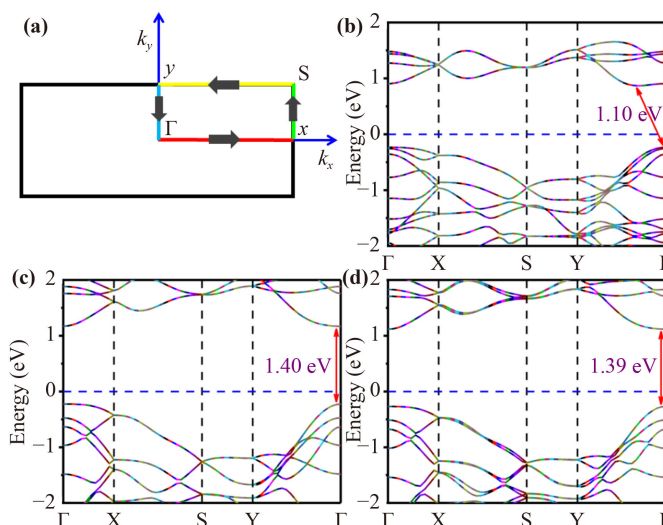 (a)
k_y
y
S
Γ
x
k_x
(b)
Energy (eV)
2
1
0
−1
−2
1.10 eV
Γ X S Y Γ
(c)
Energy (eV)
2
1
0
−1
−2
1.40 eV
Γ X S Y Γ
(d)
Energy (eV)
2
1
0
−1
−2
1.39 eV
Γ X S Y Γ